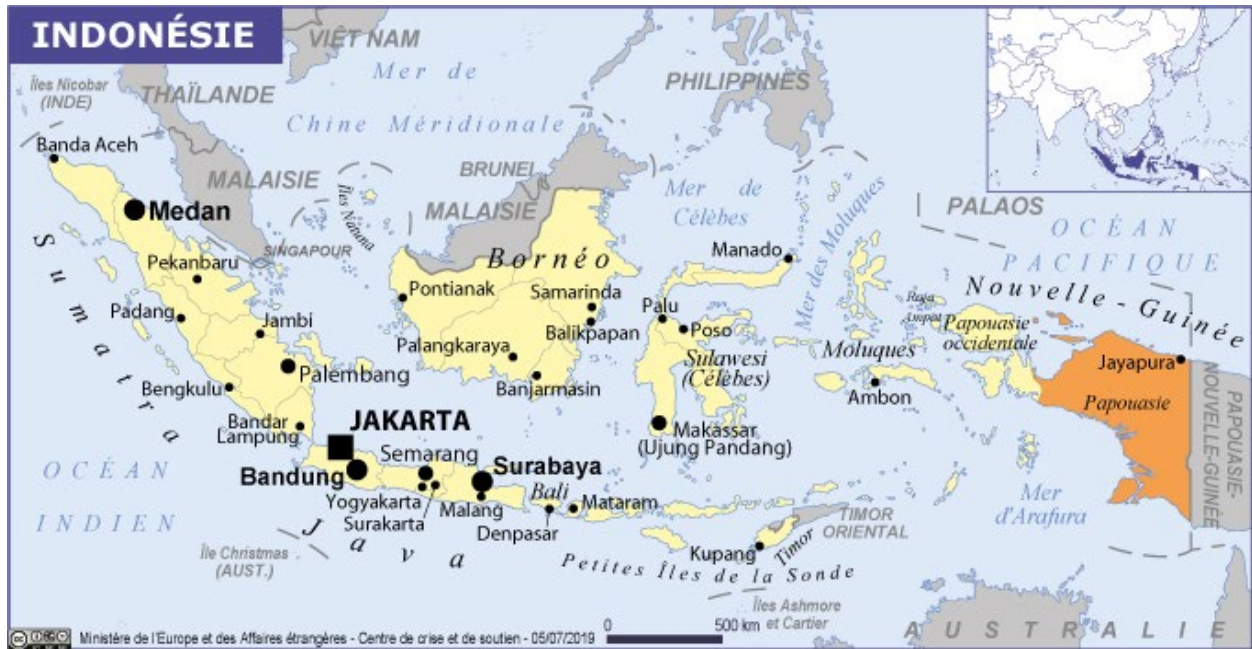 INDONÉSIE
VIÊT NAM
Mer de
Chine Méridionale
PHILIPPINES
Îles Nicobar
(INDE)
THAÏLANDE
Banda Aceh
MALAISIE
BRUNEI
Mer de
Célèbes
Mer des Moluques
PALAOS
OCÉAN
PACIFIQUE
Medan
Îles Natuna
MALAISIE
SINGAPOUR
Bornéo
Manado
Nouvelle-Guinée
Sumatra
Pekanbaru
Pontianak
Samarinda
Palu
Raja
Ampat
Papouasie
occidentale
Padang
Jambi
Balikpapan
Poso
Moluques
Jayapura
Palangkaraya
Sulawesi
(Célèbes)
Palembang
Bengkulu
Banjarmasin
Ambon
Papouasie
PAPOUASIE-
NOUVELLE-GUINÉE
Bandar
Lampung
JAKARTA
Makassar
(Ujung Pandang)
Semarang
Surabaya
Bandung
OCÉAN
INDIEN
Yogyakarta
Surakarta
Malang
Bali
Mataram
Denpasar
Mer
d'Arafura
TIMOR
ORIENTAL
Java
Île Christmas
(AUST.)
Kupang
Timor
Petites Îles de la Sonde
Îles Ashmore
et Cartier
AUSTRALIE
0
500 km
Ministère de l'Europe et des Affaires étrangères - Centre de crise et de soutien - 05/07/2019